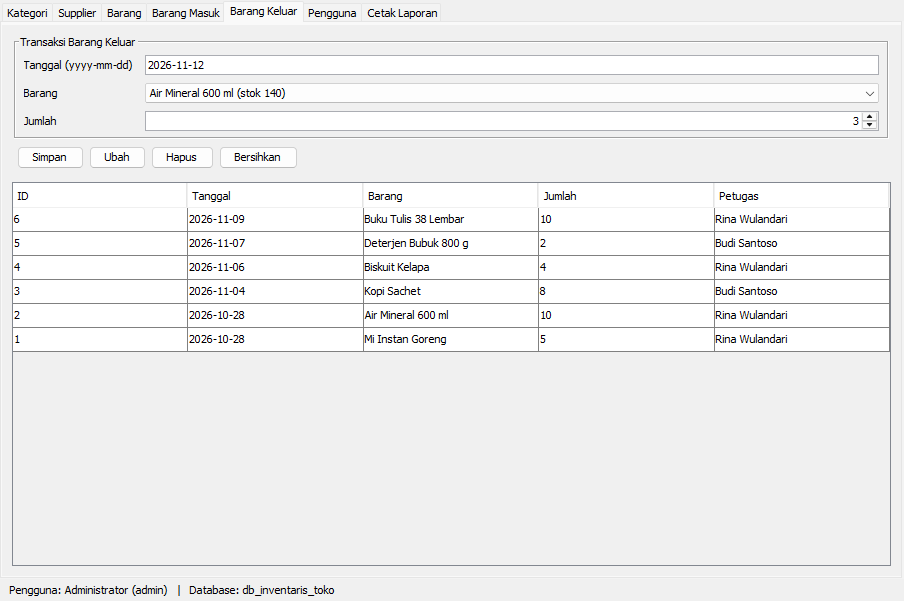 Kategori Supplier Barang Barang Masuk Barang Keluar Pengguna Cetak Laporan
Transaksi Barang Keluar
Tanggal (yyyy-mm-dd) 2026-11-12
Barang Air Mineral 600 ml (stok 140)
Jumlah 3
Simpan Ubah Hapus Bersihkan
ID Tanggal Barang Jumlah Petugas
6 2026-11-09 Buku Tulis 38 Lembar 10 Rina Wulandari
5 2026-11-07 Deterjen Bubuk 800 g 2 Budi Santoso
4 2026-11-06 Biskuit Kelapa 4 Rina Wulandari
3 2026-11-04 Kopi Sachet 8 Budi Santoso
2 2026-10-28 Air Mineral 600 ml 10 Rina Wulandari
1 2026-10-28 Mi Instan Goreng 5 Rina Wulandari
Pengguna: Administrator (admin) | Database: db_inventaris_toko